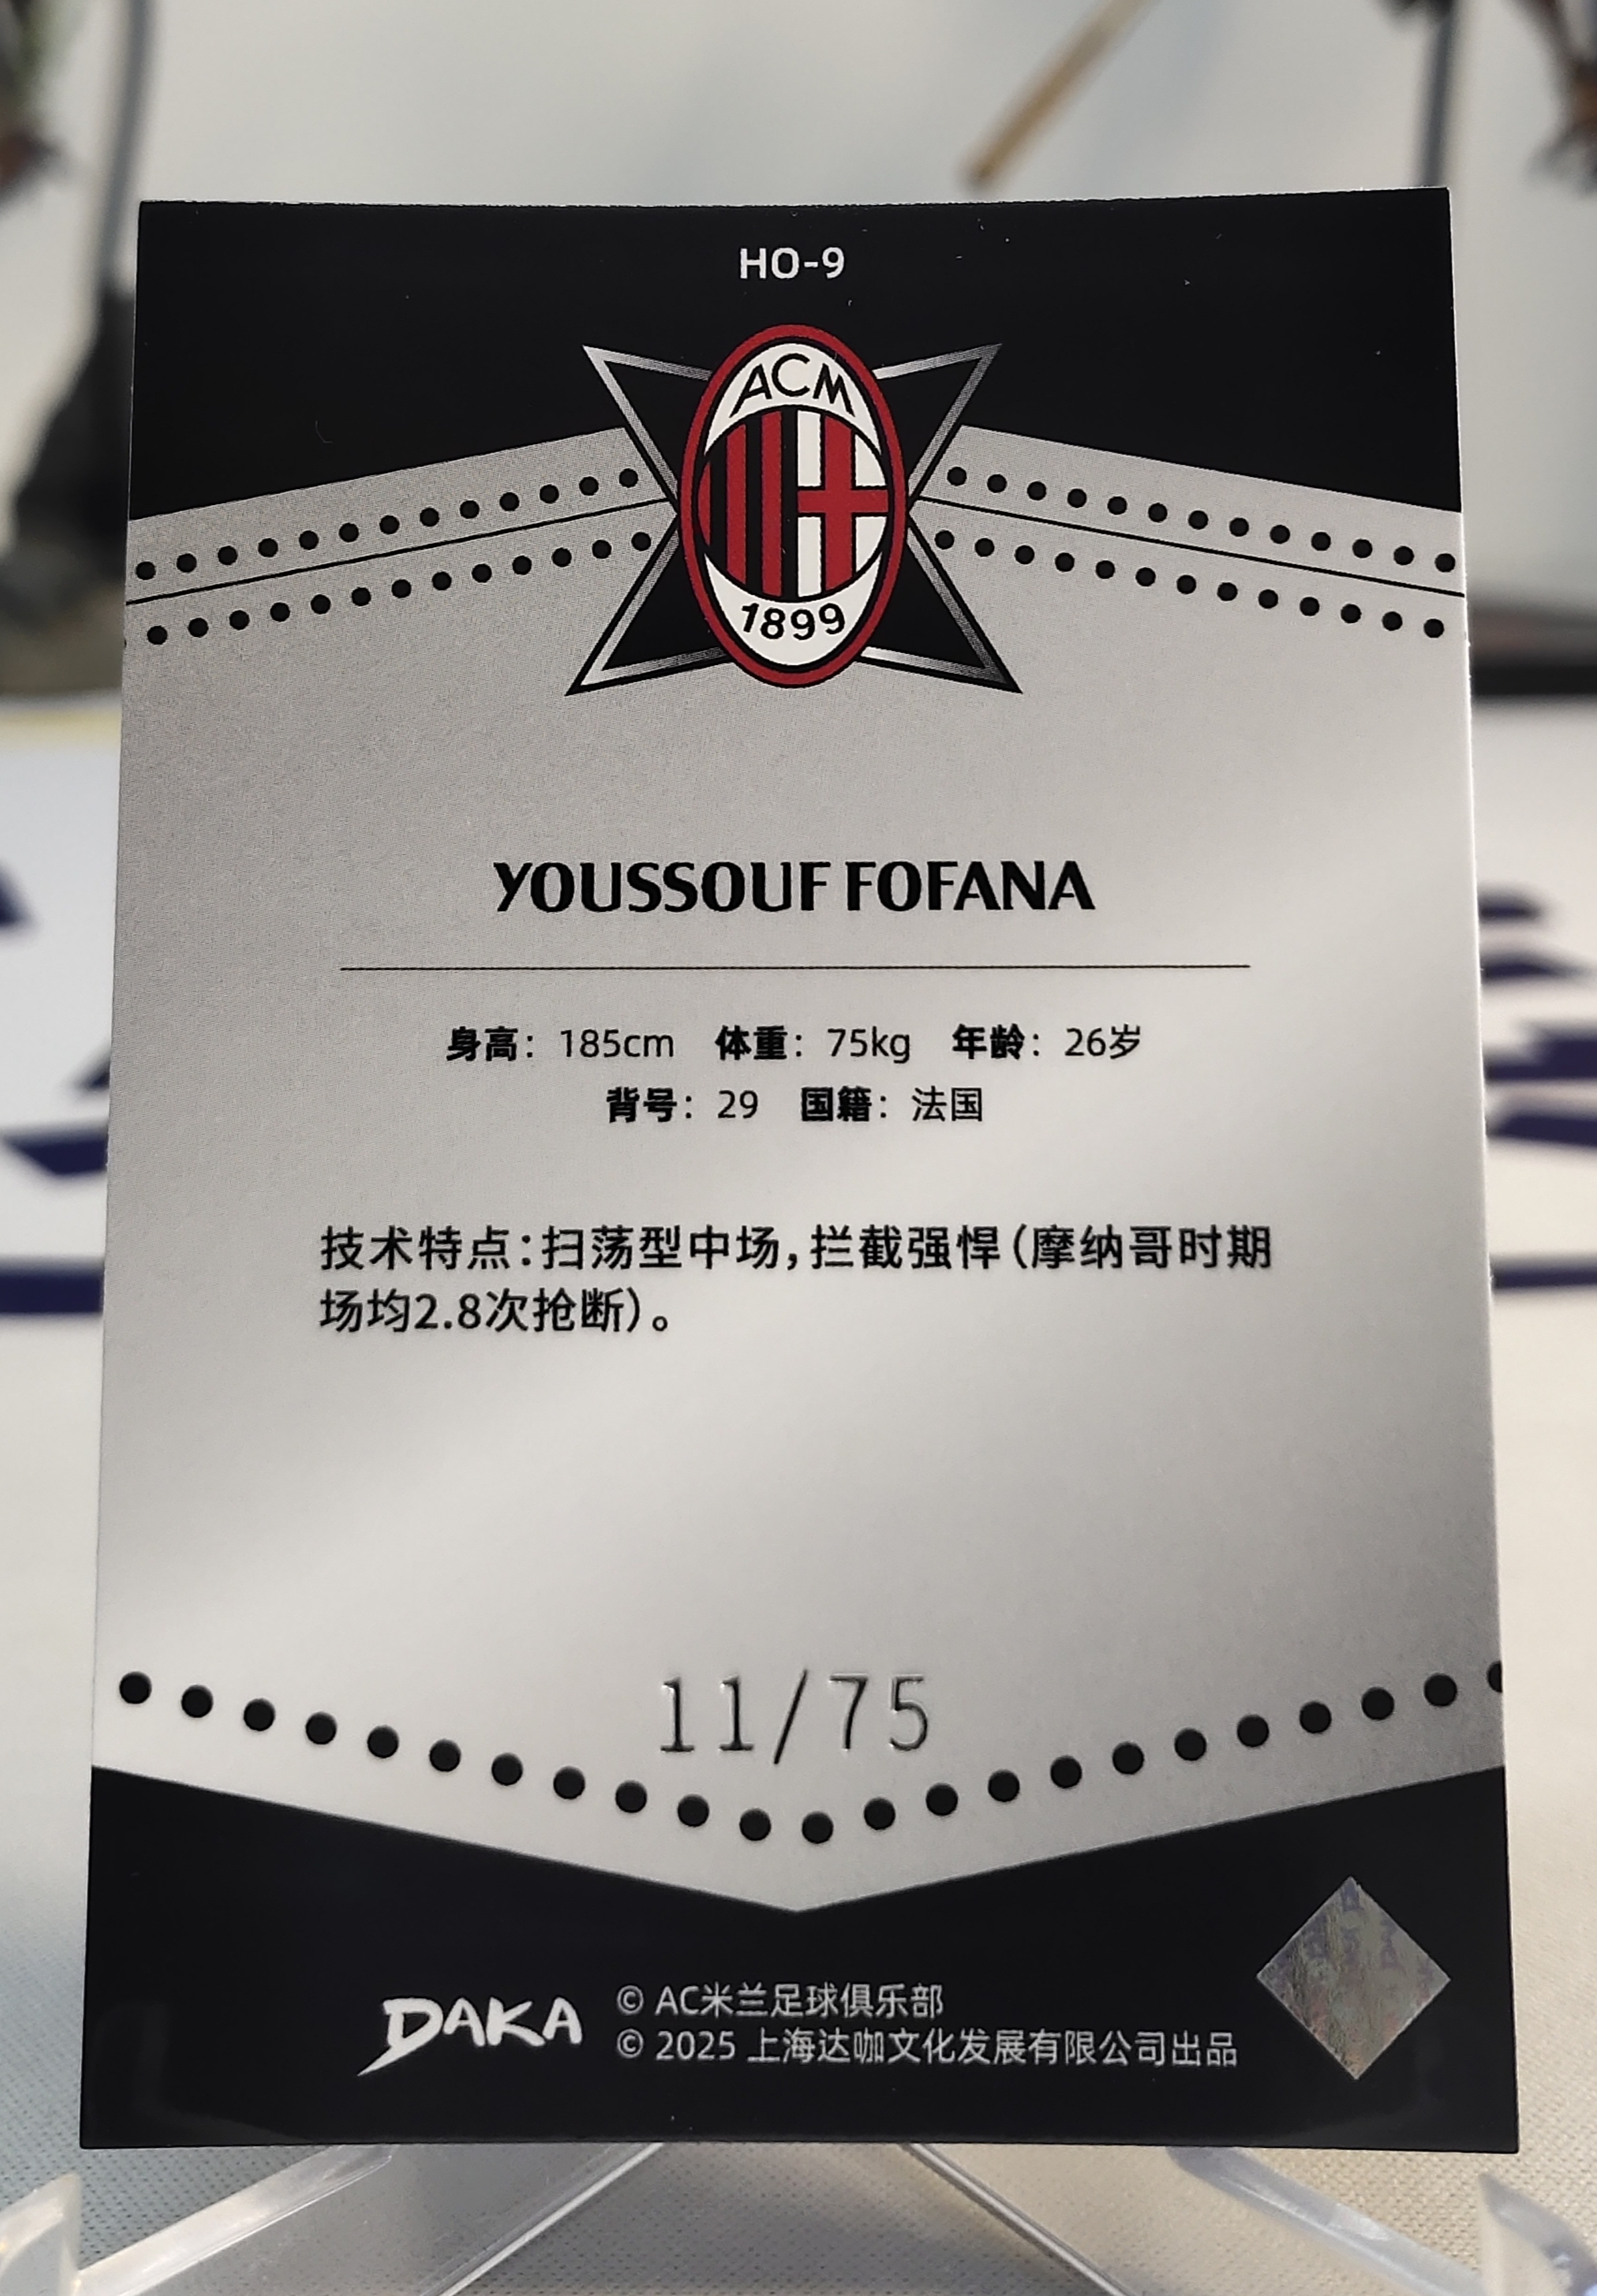 HO-9
ACM
1899
YOUSSOUF FOFANA
身高：185cm 体重：75kg 年龄：26岁
背号：29 国籍：法国
技术特点：扫荡型中场，拦截强悍（摩纳哥时期
场均2.8次抢断）。
11/75
DAKA
© AC米兰足球俱乐部
© 2025 上海达咖文化发展有限公司出品